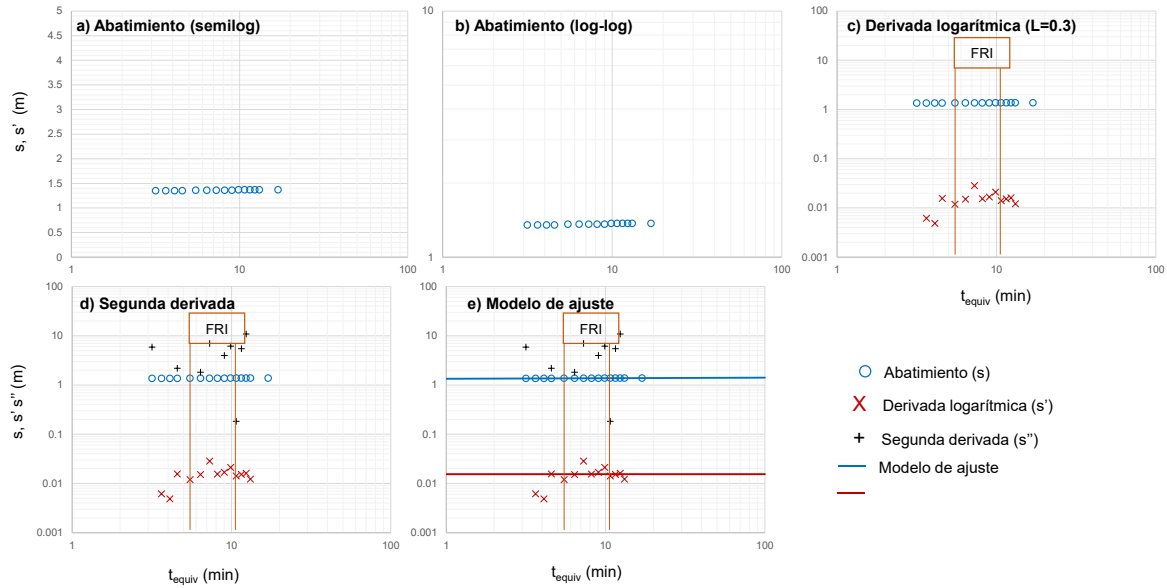 a) Abatimiento (semilog)
s, s' (m)
5
4.5
4
3.5
3
2.5
2
1.5
1
0.5
0
1
10
100
b) Abatimiento (log-log)
10
1
1
10
100
c) Derivada logarítmica (L=0.3)
FRI
100
10
1
0.1
0.01
0.001
1
10
100
t equiv (min)
d) Segunda derivada
FRI
s, s' s'' (m)
100
10
1
0.1
0.01
0.001
1
10
100
t equiv (min)
e) Modelo de ajuste
FRI
100
10
1
0.1
0.01
0.001
1
10
100
t equiv (min)
Abatimiento (s)
Derivada logarítmica (s')
Segunda derivada (s'')
Modelo de ajuste